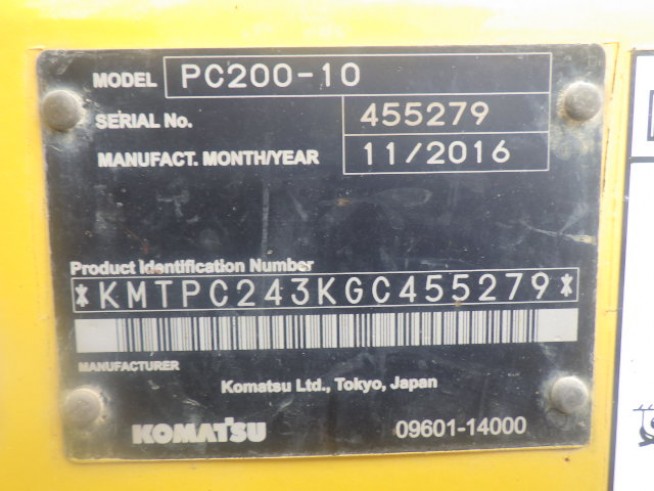 MODEL PC200-10
SERIAL No. 455279
MANUFACT. MONTH/YEAR 11/2016
Product Identification Number
*KMTPC243KGC455279*
MANUFACTURER
Komatsu Ltd., Tokyo, Japan
KOMATSU 09601-14000